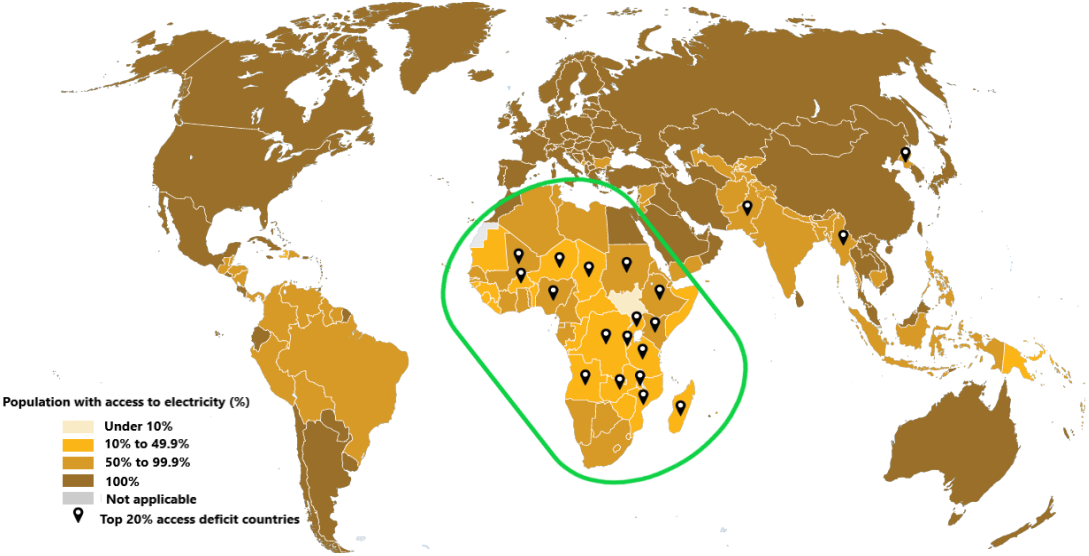 Population with access to electricity (%)
Under 10%
10% to 49.9%
50% to 99.9%
100%
Not applicable
Top 20% access deficit countries